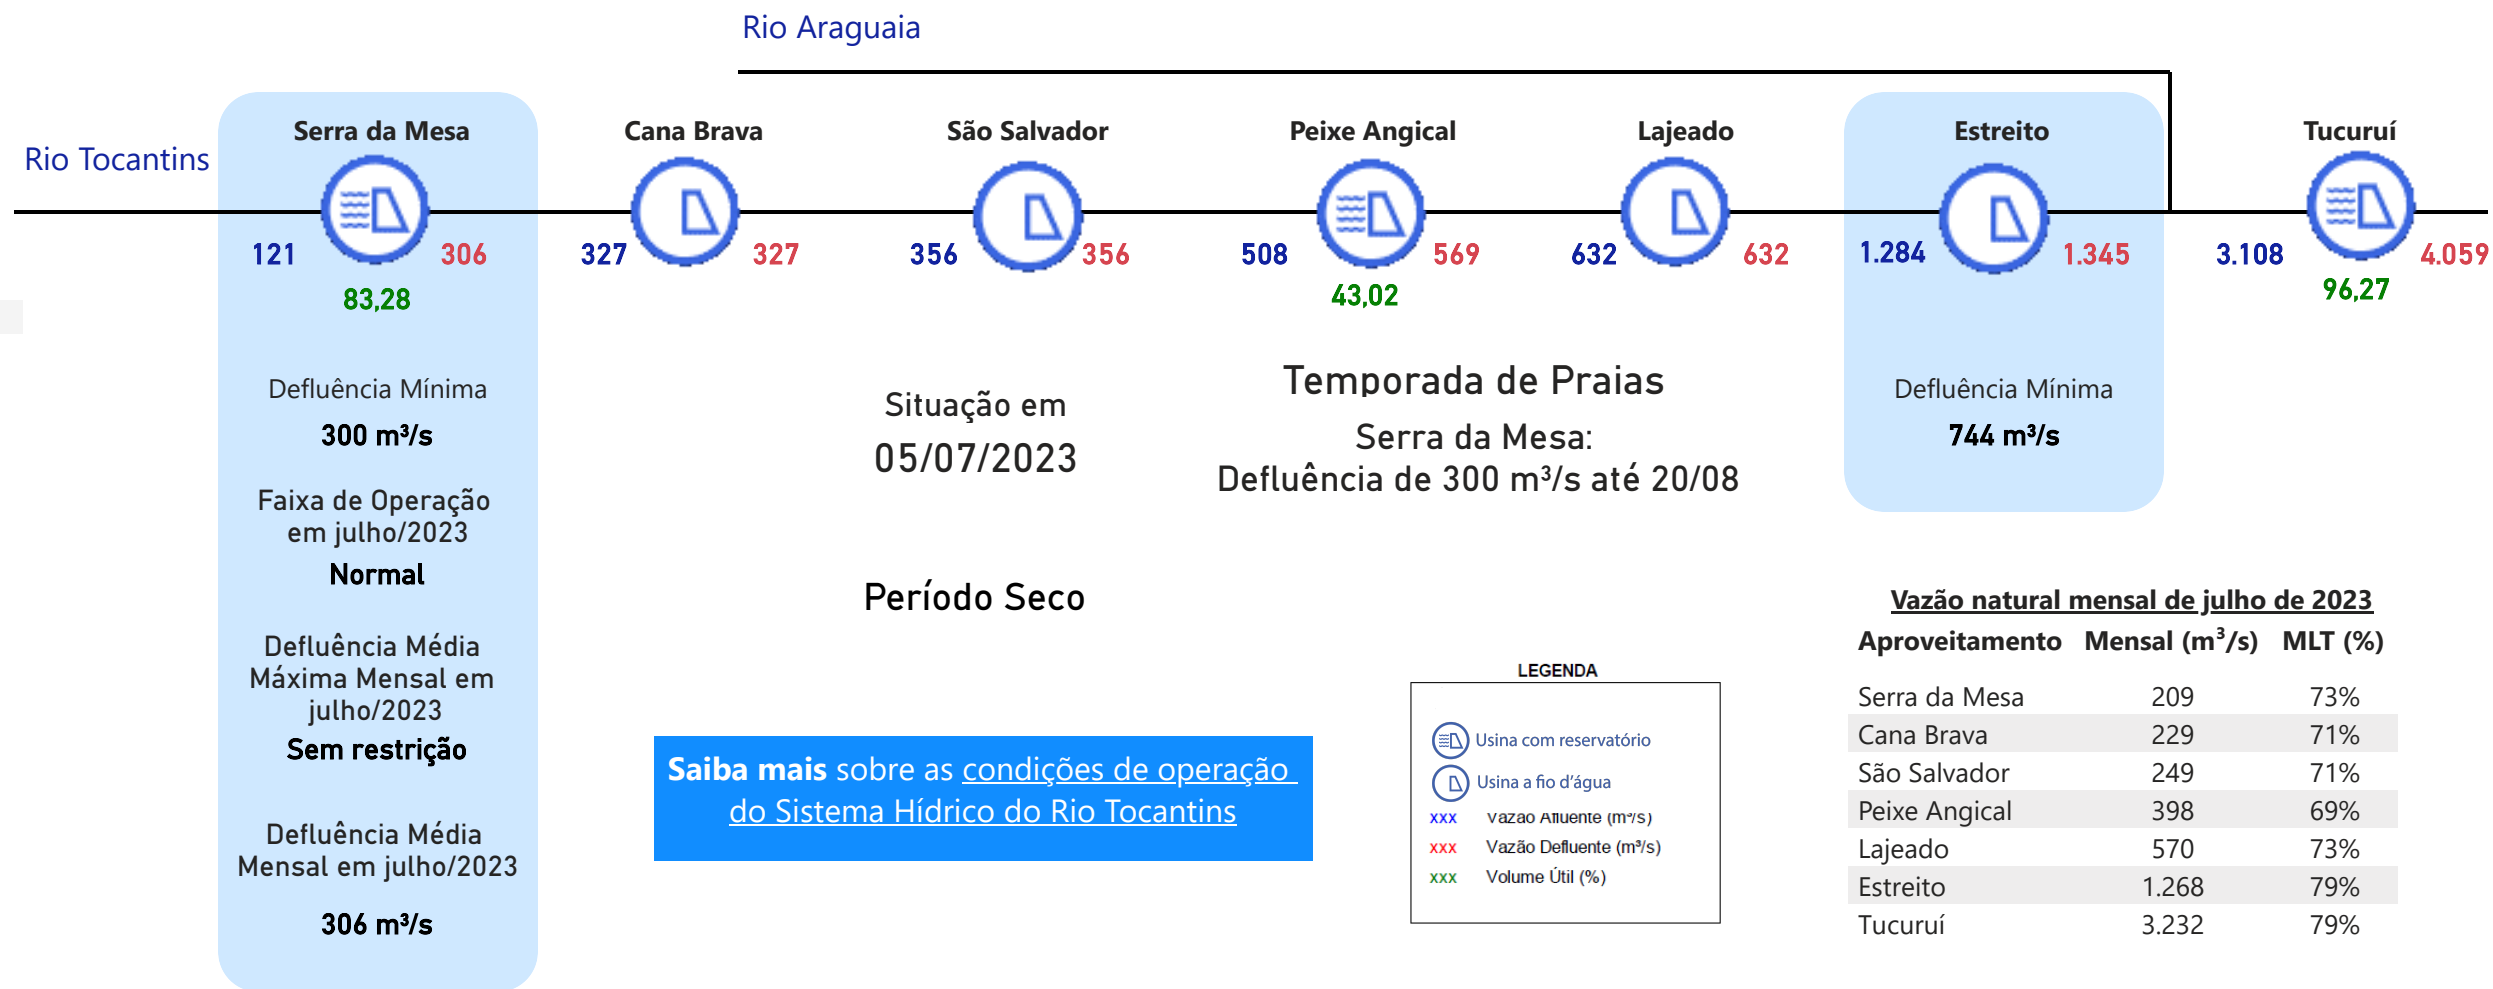 Rio Araguaia
Rio Tocantins
Serra da Mesa
Cana Brava
São Salvador
Peixe Angical
Lajeado
Estreito
Tucuruí
121
306
83,28
327
327
356
356
508
569
43,02
632
632
1.284
1.345
3.108
4.059
96,27
Defluência Mínima
300 m³/s
Faixa de Operação
em julho/2023
Normal
Defluência Média
Máxima Mensal em
julho/2023
Sem restrição
Defluência Média
Mensal em julho/2023
306 m³/s
Situação em
05/07/2023
Período Seco
Temporada de Praias
Serra da Mesa:
Defluência de 300 m³/s até 20/08
Defluência Mínima
744 m³/s
Saiba mais sobre as condições de operação
do Sistema Hídrico do Rio Tocantins
LEGENDA
Usina com reservatório
Usina a fio d'água
xxx Vazão Afluente (m³/s)
xxx Vazão Defluente (m³/s)
xxx Volume Útil (%)
Vazão natural mensal de julho de 2023
Aproveitamento Mensal (m³/s) MLT (%)
Serra da Mesa 209 73%
Cana Brava 229 71%
São Salvador 249 71%
Peixe Angical 398 69%
Lajeado 570 73%
Estreito 1.268 79%
Tucuruí 3.232 79%